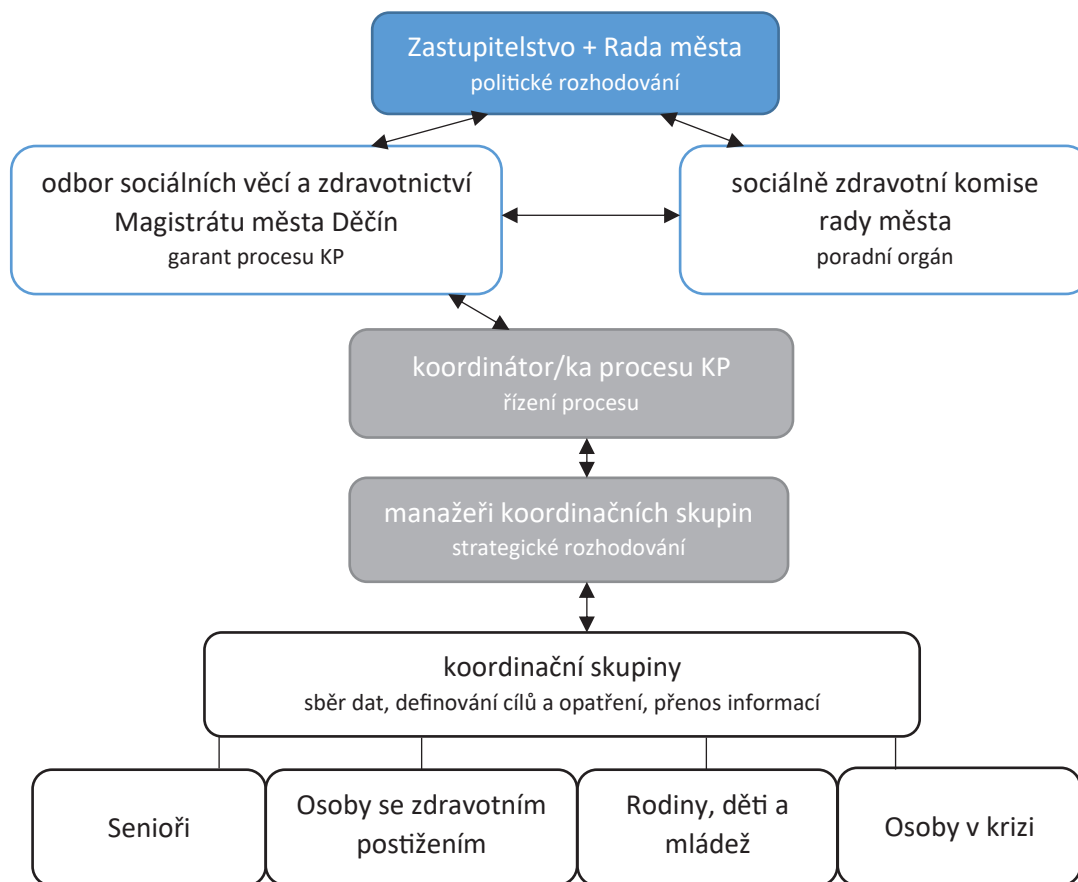 Zastupitelstvo + Rada města
politické rozhodování
odbor sociálních věcí a zdravotnictví
Magistrátu města Děčín
garant procesu KP
sociálně zdravotní komise
rady města
poradní orgán
koordinátor/ka procesu KP
řízení procesu
manažeři koordinačních skupin
strategické rozhodování
koordinační skupiny
sběr dat, definování cílů a opatření, přenos informací
Senioři
Osoby se zdravotním
postižením
Rodiny, děti a
mládež
Osoby v krizi